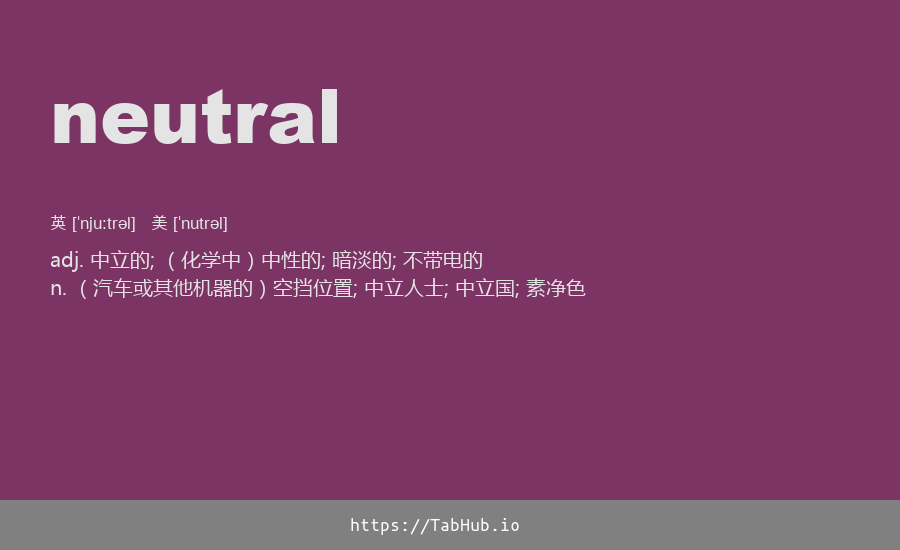 neutral
英 [ˈnjuːtrəl] 美 [ˈnutrəl]
adj. 中立的; （化学中）中性的; 暗淡的; 不带电的
n. （汽车或其他机器的）空挡位置; 中立人士; 中立国; 素净色
https://TabHub.io